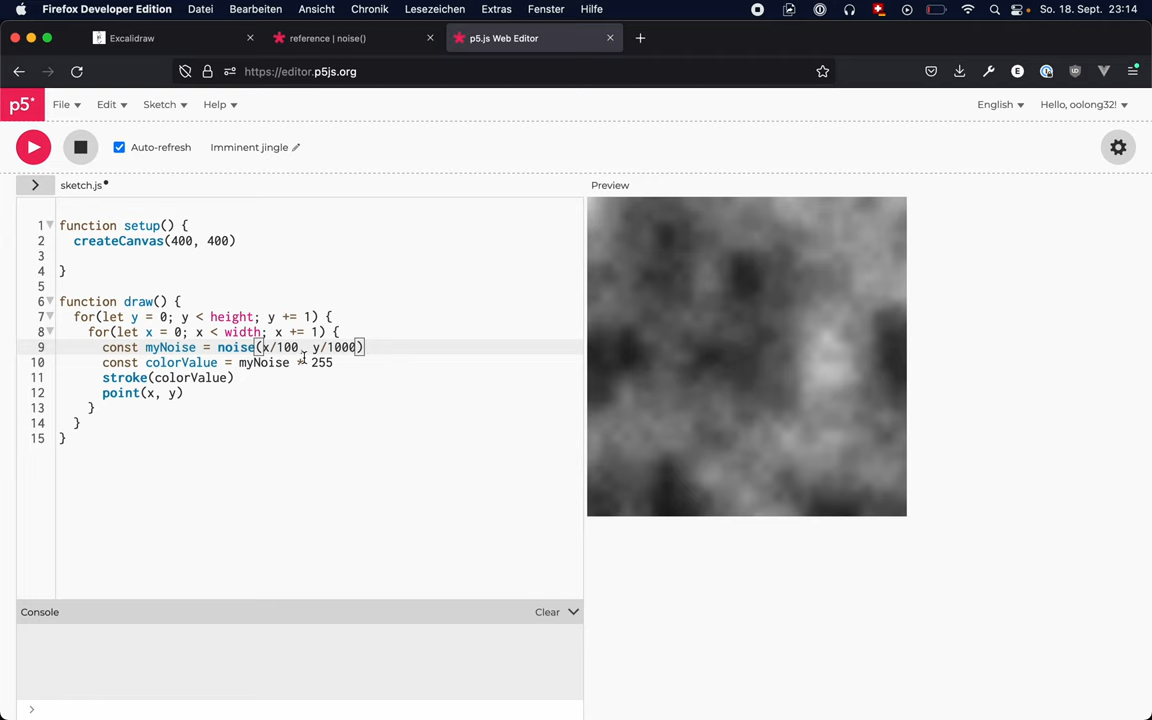 Firefox Developer Edition Datei Bearbeiten Ansicht Chronik Lesezeichen Extras Fenster Hilfe So. 18. Sept. 23:14
Excalidraw × reference | noise() × p5.js Web Editor × +
https://editor.p5js.org
p5* File Edit Sketch Help English Hello, oolong32!
Auto-refresh Imminent jingle
> sketch.js• Preview
1 function setup() {
2 createCanvas(400, 400)
3
4 }
5
6 function draw() {
7 for(let y = 0; y < height; y += 1) {
8 for(let x = 0; x < width; x += 1) {
9 const myNoise = noise(x/100, y/1000)
10 const colorValue = myNoise * 255
11 stroke(colorValue)
12 point(x, y)
13 }
14 }
15 }
Console Clear
>